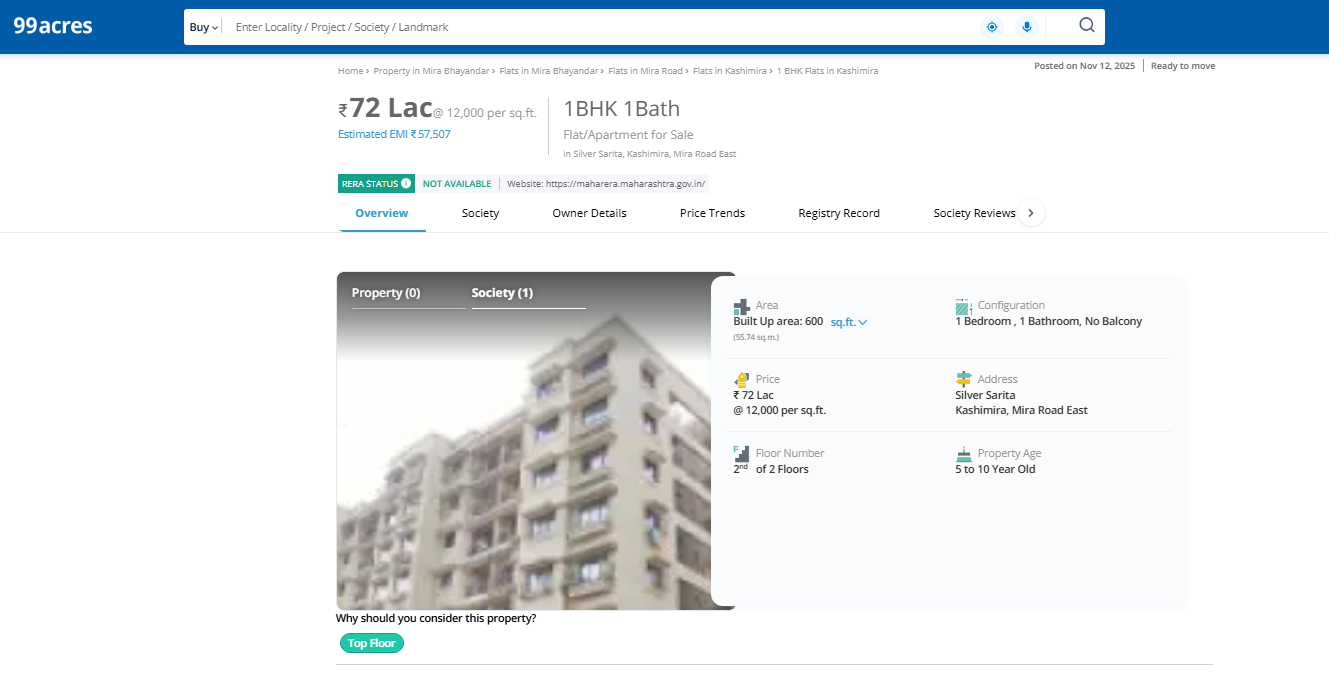 99acres
Buy
Enter Locality / Project / Society / Landmark
Home › Property in Mira Bhayandar › Flats in Mira Bhayandar › Flats in Mira Road › Flats in Kashimira › 1 BHK Flats in Kashimira
Posted on Nov 12, 2025 | Ready to move
₹72 Lac@ 12,000 per sq.ft.
Estimated EMI ₹57,507
1BHK 1Bath
Flat/Apartment for Sale
in Silver Sarita, Kashimira, Mira Road East
RERA STATUS NOT AVAILABLE | Website: https://maharera.maharashtra.gov.in/
Overview Society Owner Details Price Trends Registry Record Society Reviews
Property (0) Society (1)
Area
Built Up area: 600 sq.ft.
(55.74 sq.m.)
Configuration
1 Bedroom , 1 Bathroom, No Balcony
Price
₹ 72 Lac
@ 12,000 per sq.ft.
Address
Silver Sarita
Kashimira, Mira Road East
Floor Number
2nd of 2 Floors
Property Age
5 to 10 Year Old
Why should you consider this property?
Top Floor